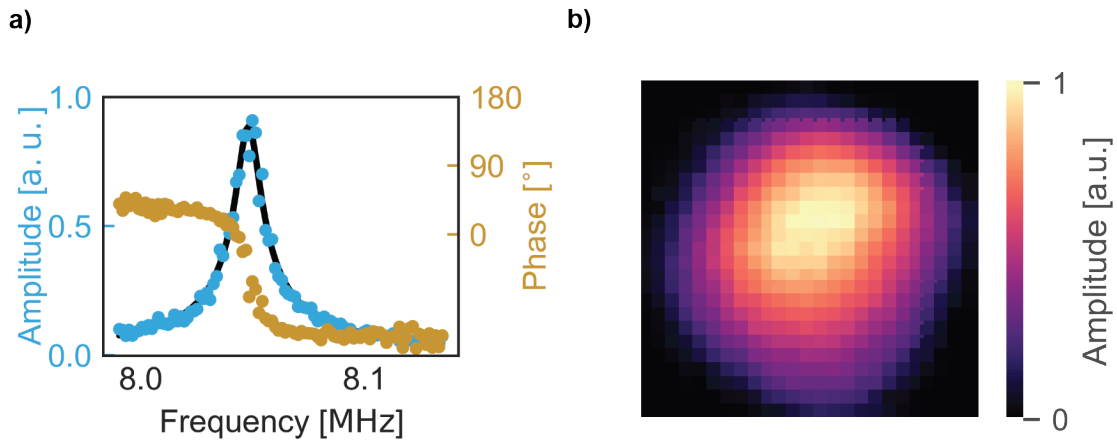 a)
1.0
0.5
0.0
Amplitude [a. u.]
180
90
0
Phase [°]
8.0
8.1
Frequency [MHz]
b)
1
0
Amplitude [a.u.]